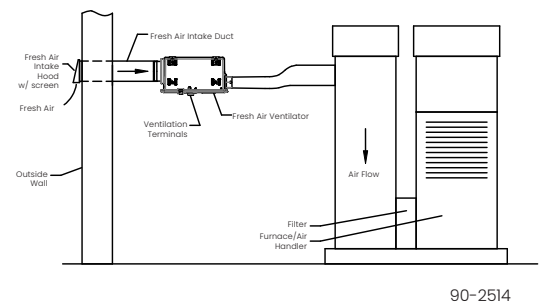 Fresh Air Intake Duct
Fresh Air
Intake
Hood
w/ screen
Fresh Air
Ventilation
Terminals
Fresh Air Ventilator
Outside
Wall
Air Flow
Filter
Furnace/Air
Handler
90-2514